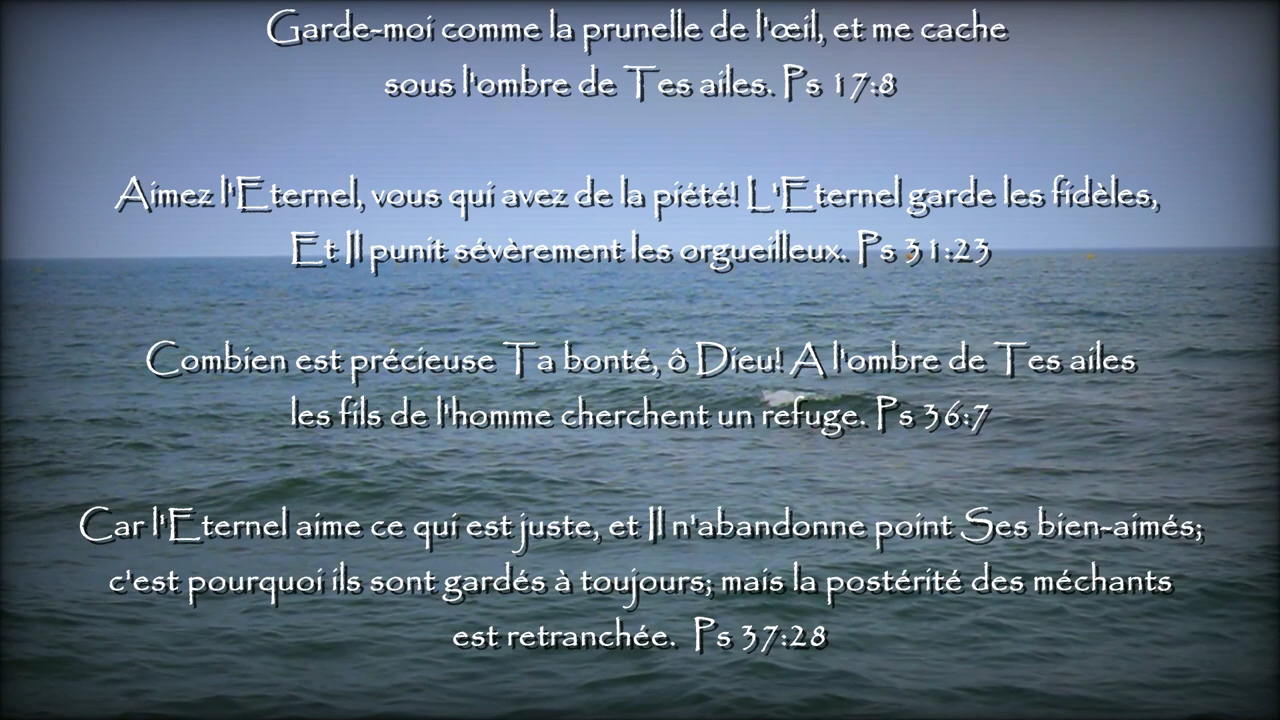 Garde-moi comme la prunelle de l'œil, et me cache
sous l'ombre de Tes ailes. Ps 17:8
Aimez l'Eternel, vous qui avez de la piété! L'Eternel garde les fidèles,
Et Il punit sévèrement les orgueilleux. Ps 31:23
Combien est précieuse Ta bonté, ô Dieu! A l'ombre de Tes ailes
les fils de l'homme cherchent un refuge. Ps 36:7
Car l'Eternel aime ce qui est juste, et Il n'abandonne point Ses bien-aimés;
c'est pourquoi ils sont gardés à toujours; mais la postérité des méchants
est retranchée. Ps 37:28